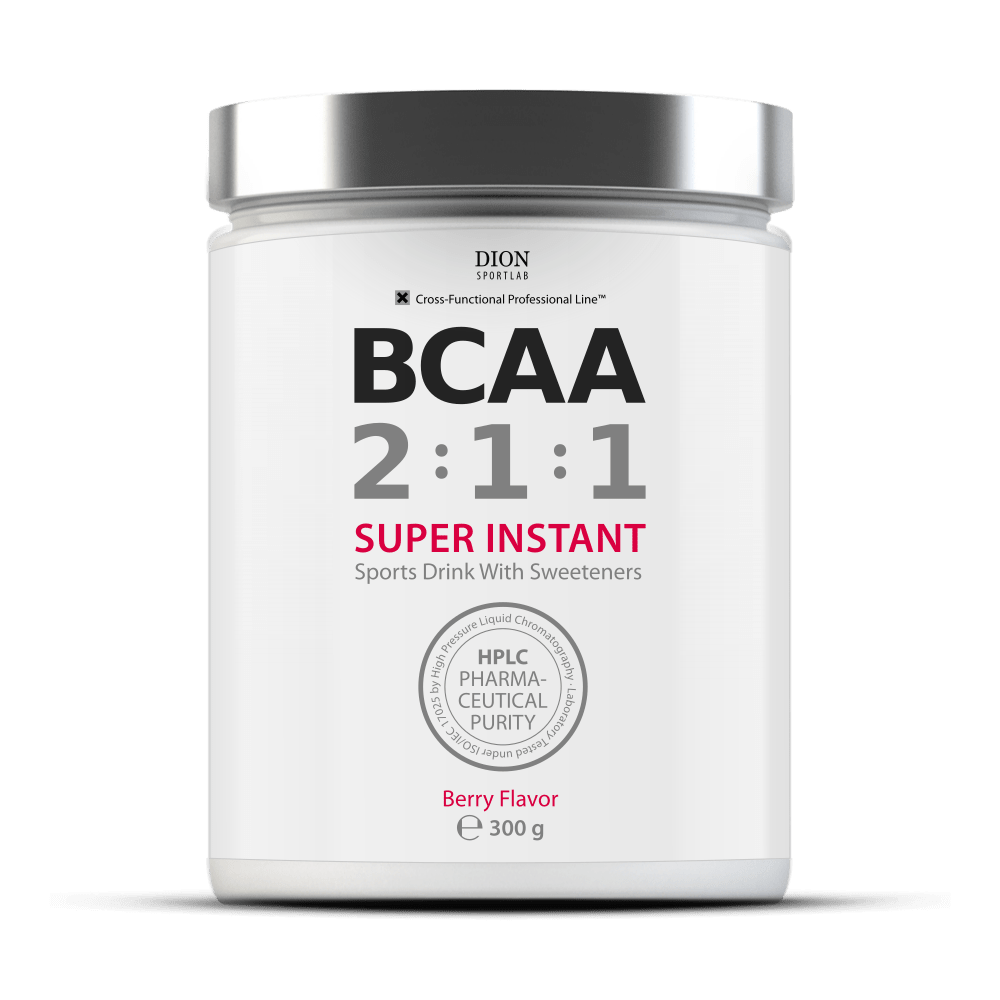 DION
SPORTLAB
Cross-Functional Professional Line™
BCAA
2:1:1
SUPER INSTANT
Sports Drink With Sweeteners
Laboratory Tested under ISO/IEC 17025 by High Pressure Liquid Chromatography ·
HPLC
PHARMA-
CEUTICAL
PURITY
Berry Flavor
℮ 300 g